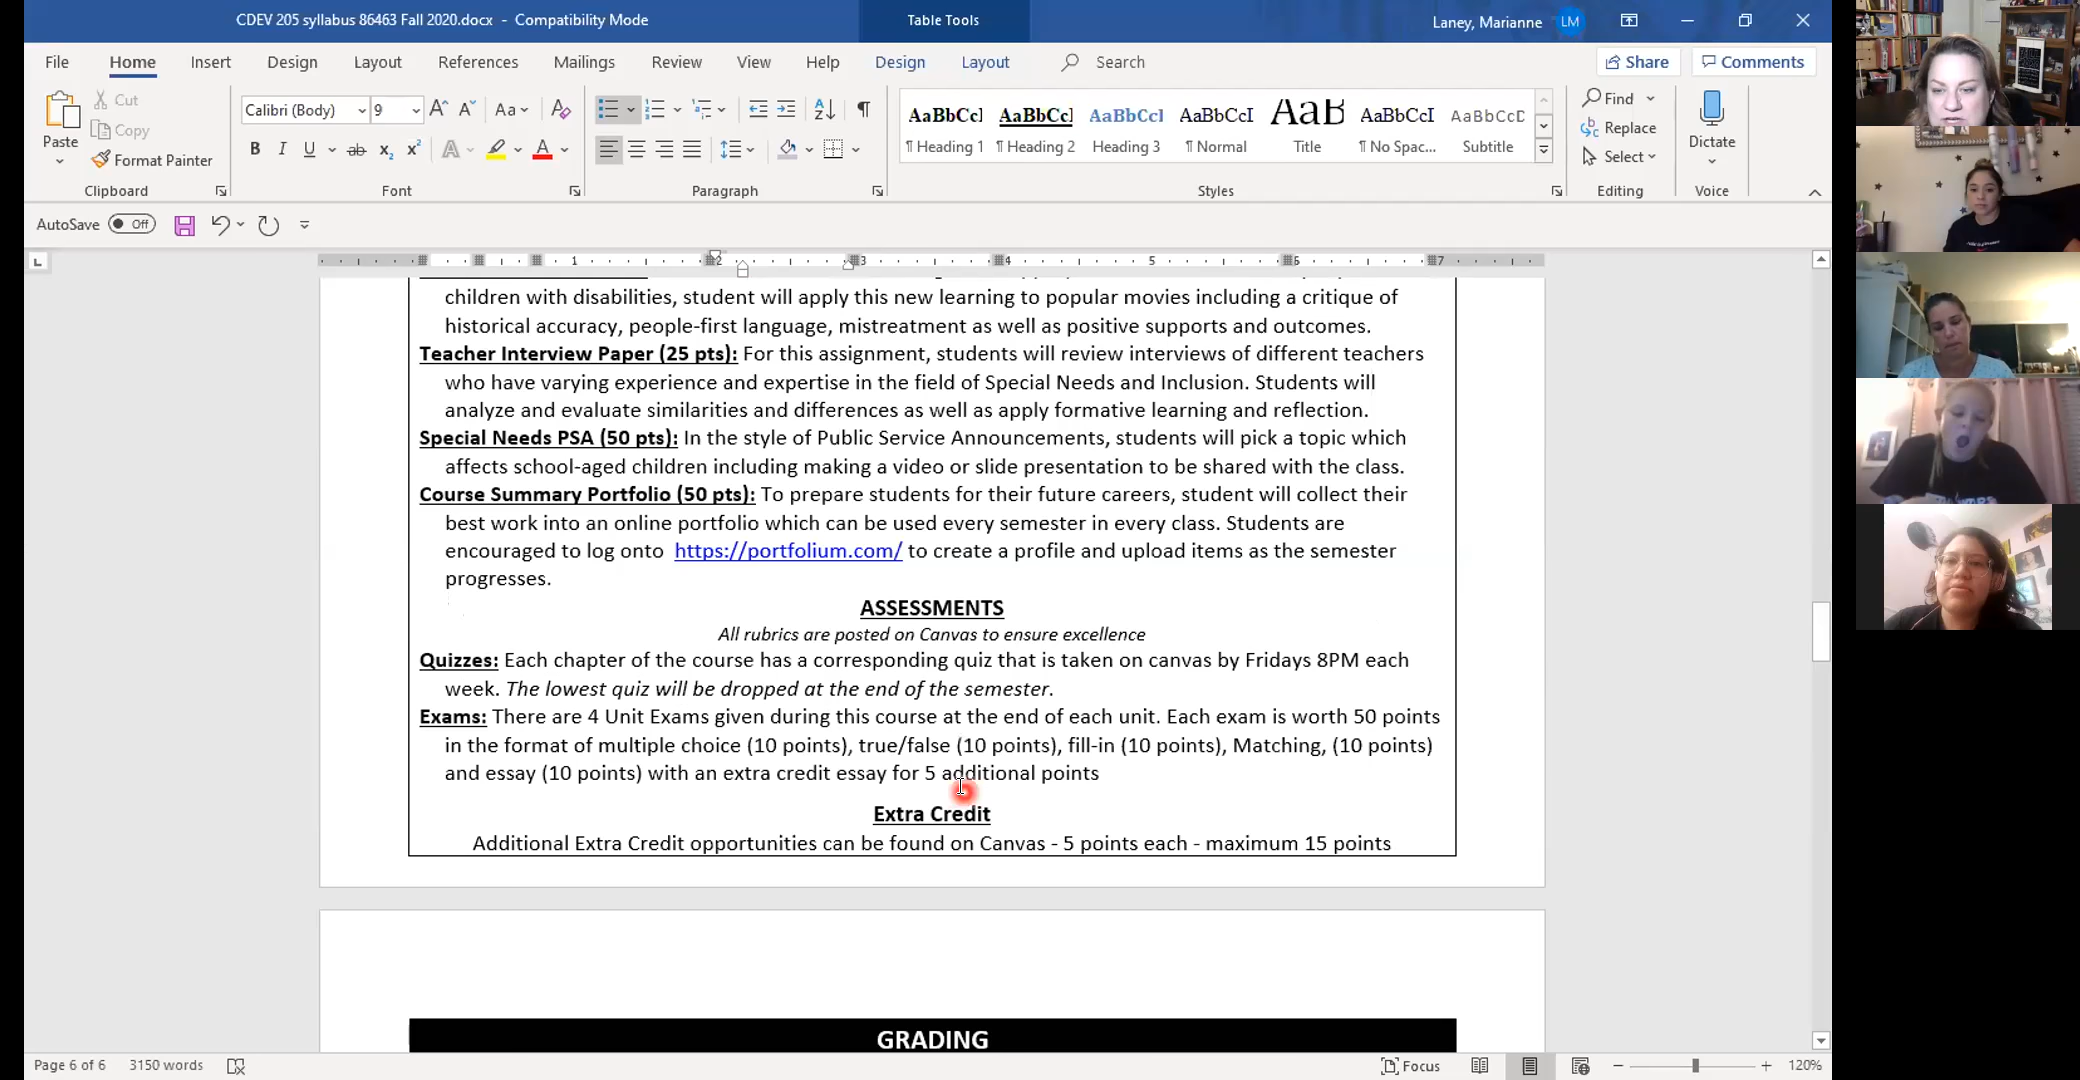 CDEV 205 syllabus 86463 Fall 2020.docx - Compatibility Mode
Table Tools
Laney, Marianne LM
File Home Insert Design Layout References Mailings Review View Help Design Layout Search Share Comments
Paste
Cut
Copy
Format Painter
Clipboard
Calibri (Body) 9
Font
Paragraph
AaBbCcI AaBbCcI AaBbCcI AaBbCcI AaB AaBbCcI AaBbCcD
¶ Heading 1 ¶ Heading 2 Heading 3 ¶ Normal Title ¶ No Spac... Subtitle
Styles
Find
Replace
Select
Editing
Dictate
Voice
AutoSave Off
1 2 3 4 5 6 7
children with disabilities, student will apply this new learning to popular movies including a critique of
historical accuracy, people-first language, mistreatment as well as positive supports and outcomes.
Teacher Interview Paper (25 pts): For this assignment, students will review interviews of different teachers
who have varying experience and expertise in the field of Special Needs and Inclusion. Students will
analyze and evaluate similarities and differences as well as apply formative learning and reflection.
Special Needs PSA (50 pts): In the style of Public Service Announcements, students will pick a topic which
affects school-aged children including making a video or slide presentation to be shared with the class.
Course Summary Portfolio (50 pts): To prepare students for their future careers, student will collect their
best work into an online portfolio which can be used every semester in every class. Students are
encouraged to log onto https://portfolium.com/ to create a profile and upload items as the semester
progresses.
ASSESSMENTS
All rubrics are posted on Canvas to ensure excellence
Quizzes: Each chapter of the course has a corresponding quiz that is taken on canvas by Fridays 8PM each
week. The lowest quiz will be dropped at the end of the semester.
Exams: There are 4 Unit Exams given during this course at the end of each unit. Each exam is worth 50 points
in the format of multiple choice (10 points), true/false (10 points), fill-in (10 points), Matching, (10 points)
and essay (10 points) with an extra credit essay for 5 additional points
Extra Credit
Additional Extra Credit opportunities can be found on Canvas - 5 points each - maximum 15 points
GRADING
Page 6 of 6 3150 words Focus 120%